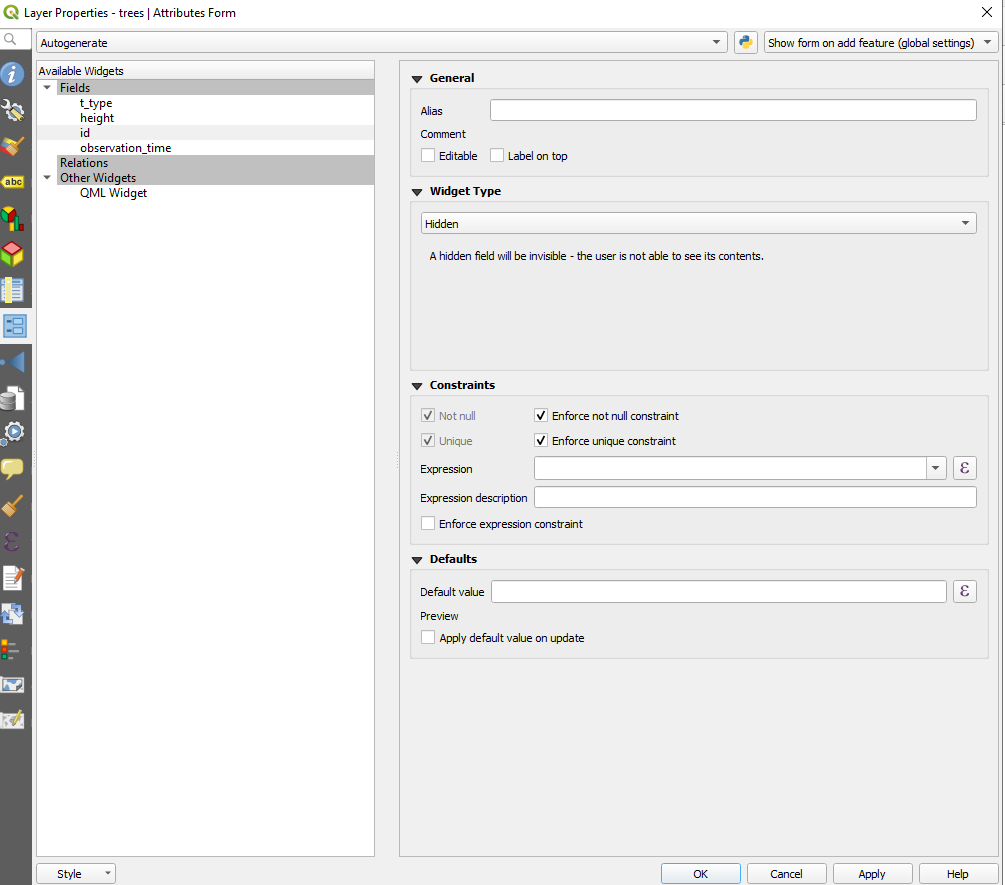 Layer Properties - trees | Attributes Form
Autogenerate
Show form on add feature (global settings)
Available Widgets
Fields
t_type
height
id
observation_time
Relations
Other Widgets
QML Widget
General
Alias
Comment
Editable Label on top
Widget Type
Hidden
A hidden field will be invisible - the user is not able to see its contents.
Constraints
Not null Enforce not null constraint
Unique Enforce unique constraint
Expression ε
Expression description
Enforce expression constraint
Defaults
Default value ε
Preview
Apply default value on update
abc
Style OK Cancel Apply Help